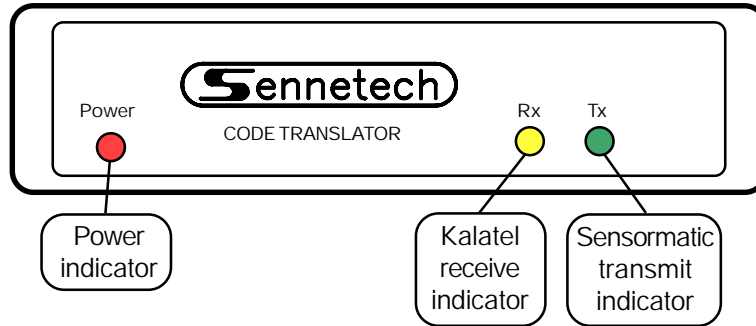 Sennetech
Power
Rx Tx
CODE TRANSLATOR
Power
indicator
Kalatel
receive
indicator
Sensormatic
transmit
indicator